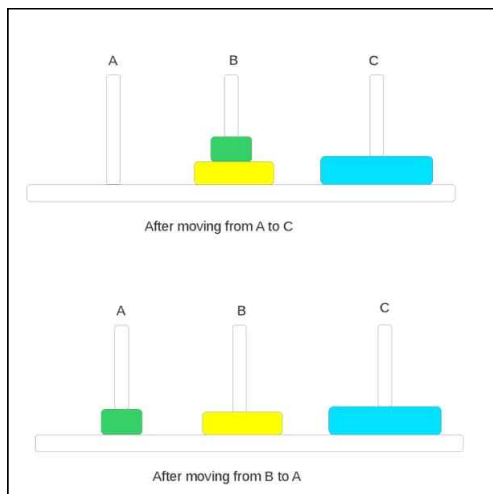 A B C
After moving from A to C
A B C
After moving from B to A